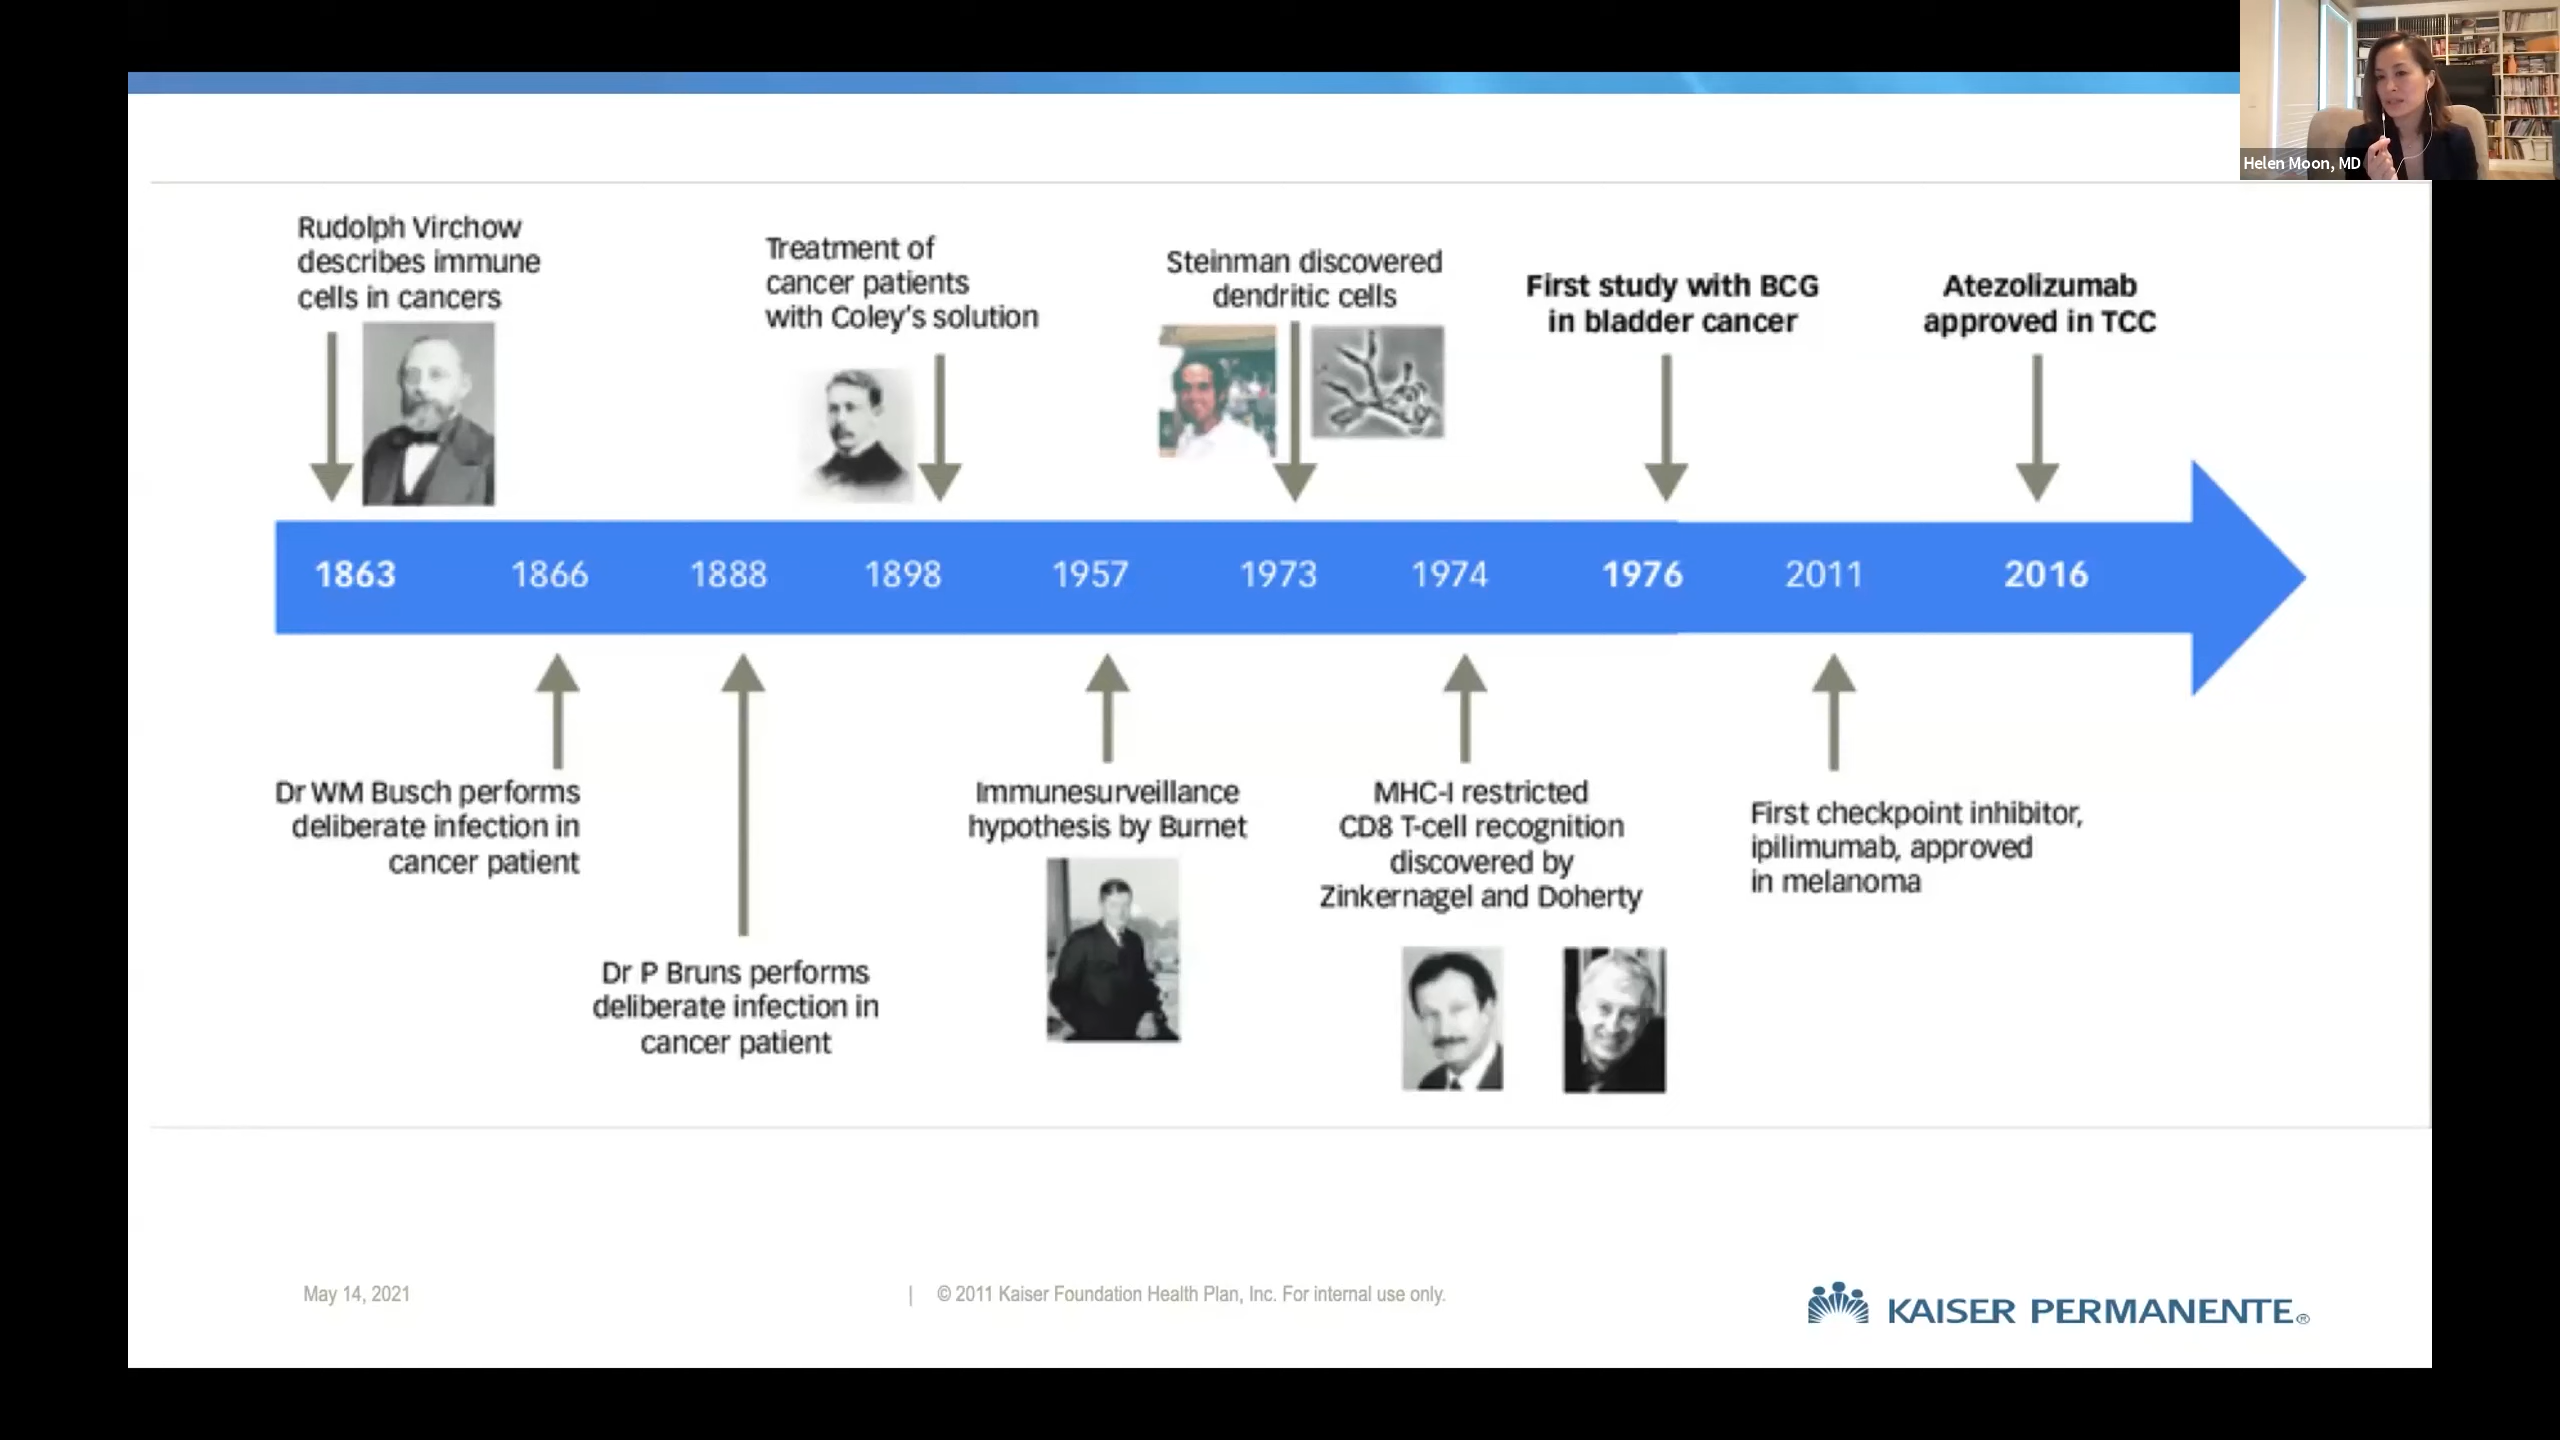 Helen Moon, MD
Rudolph Virchow
describes immune
cells in cancers
Treatment of
cancer patients
with Coley's solution
Steinman discovered
dendritic cells
First study with BCG
in bladder cancer
Atezolizumab
approved in TCC
1863 1866 1888 1898 1957 1973 1974 1976 2011 2016
Dr WM Busch performs
deliberate infection in
cancer patient
Dr P Bruns performs
deliberate infection in
cancer patient
Immunesurveillance
hypothesis by Burnet
MHC-I restricted
CD8 T-cell recognition
discovered by
Zinkernagel and Doherty
First checkpoint inhibitor,
ipilimumab, approved
in melanoma
May 14, 2021
| © 2011 Kaiser Foundation Health Plan, Inc. For internal use only.
KAISER PERMANENTE®